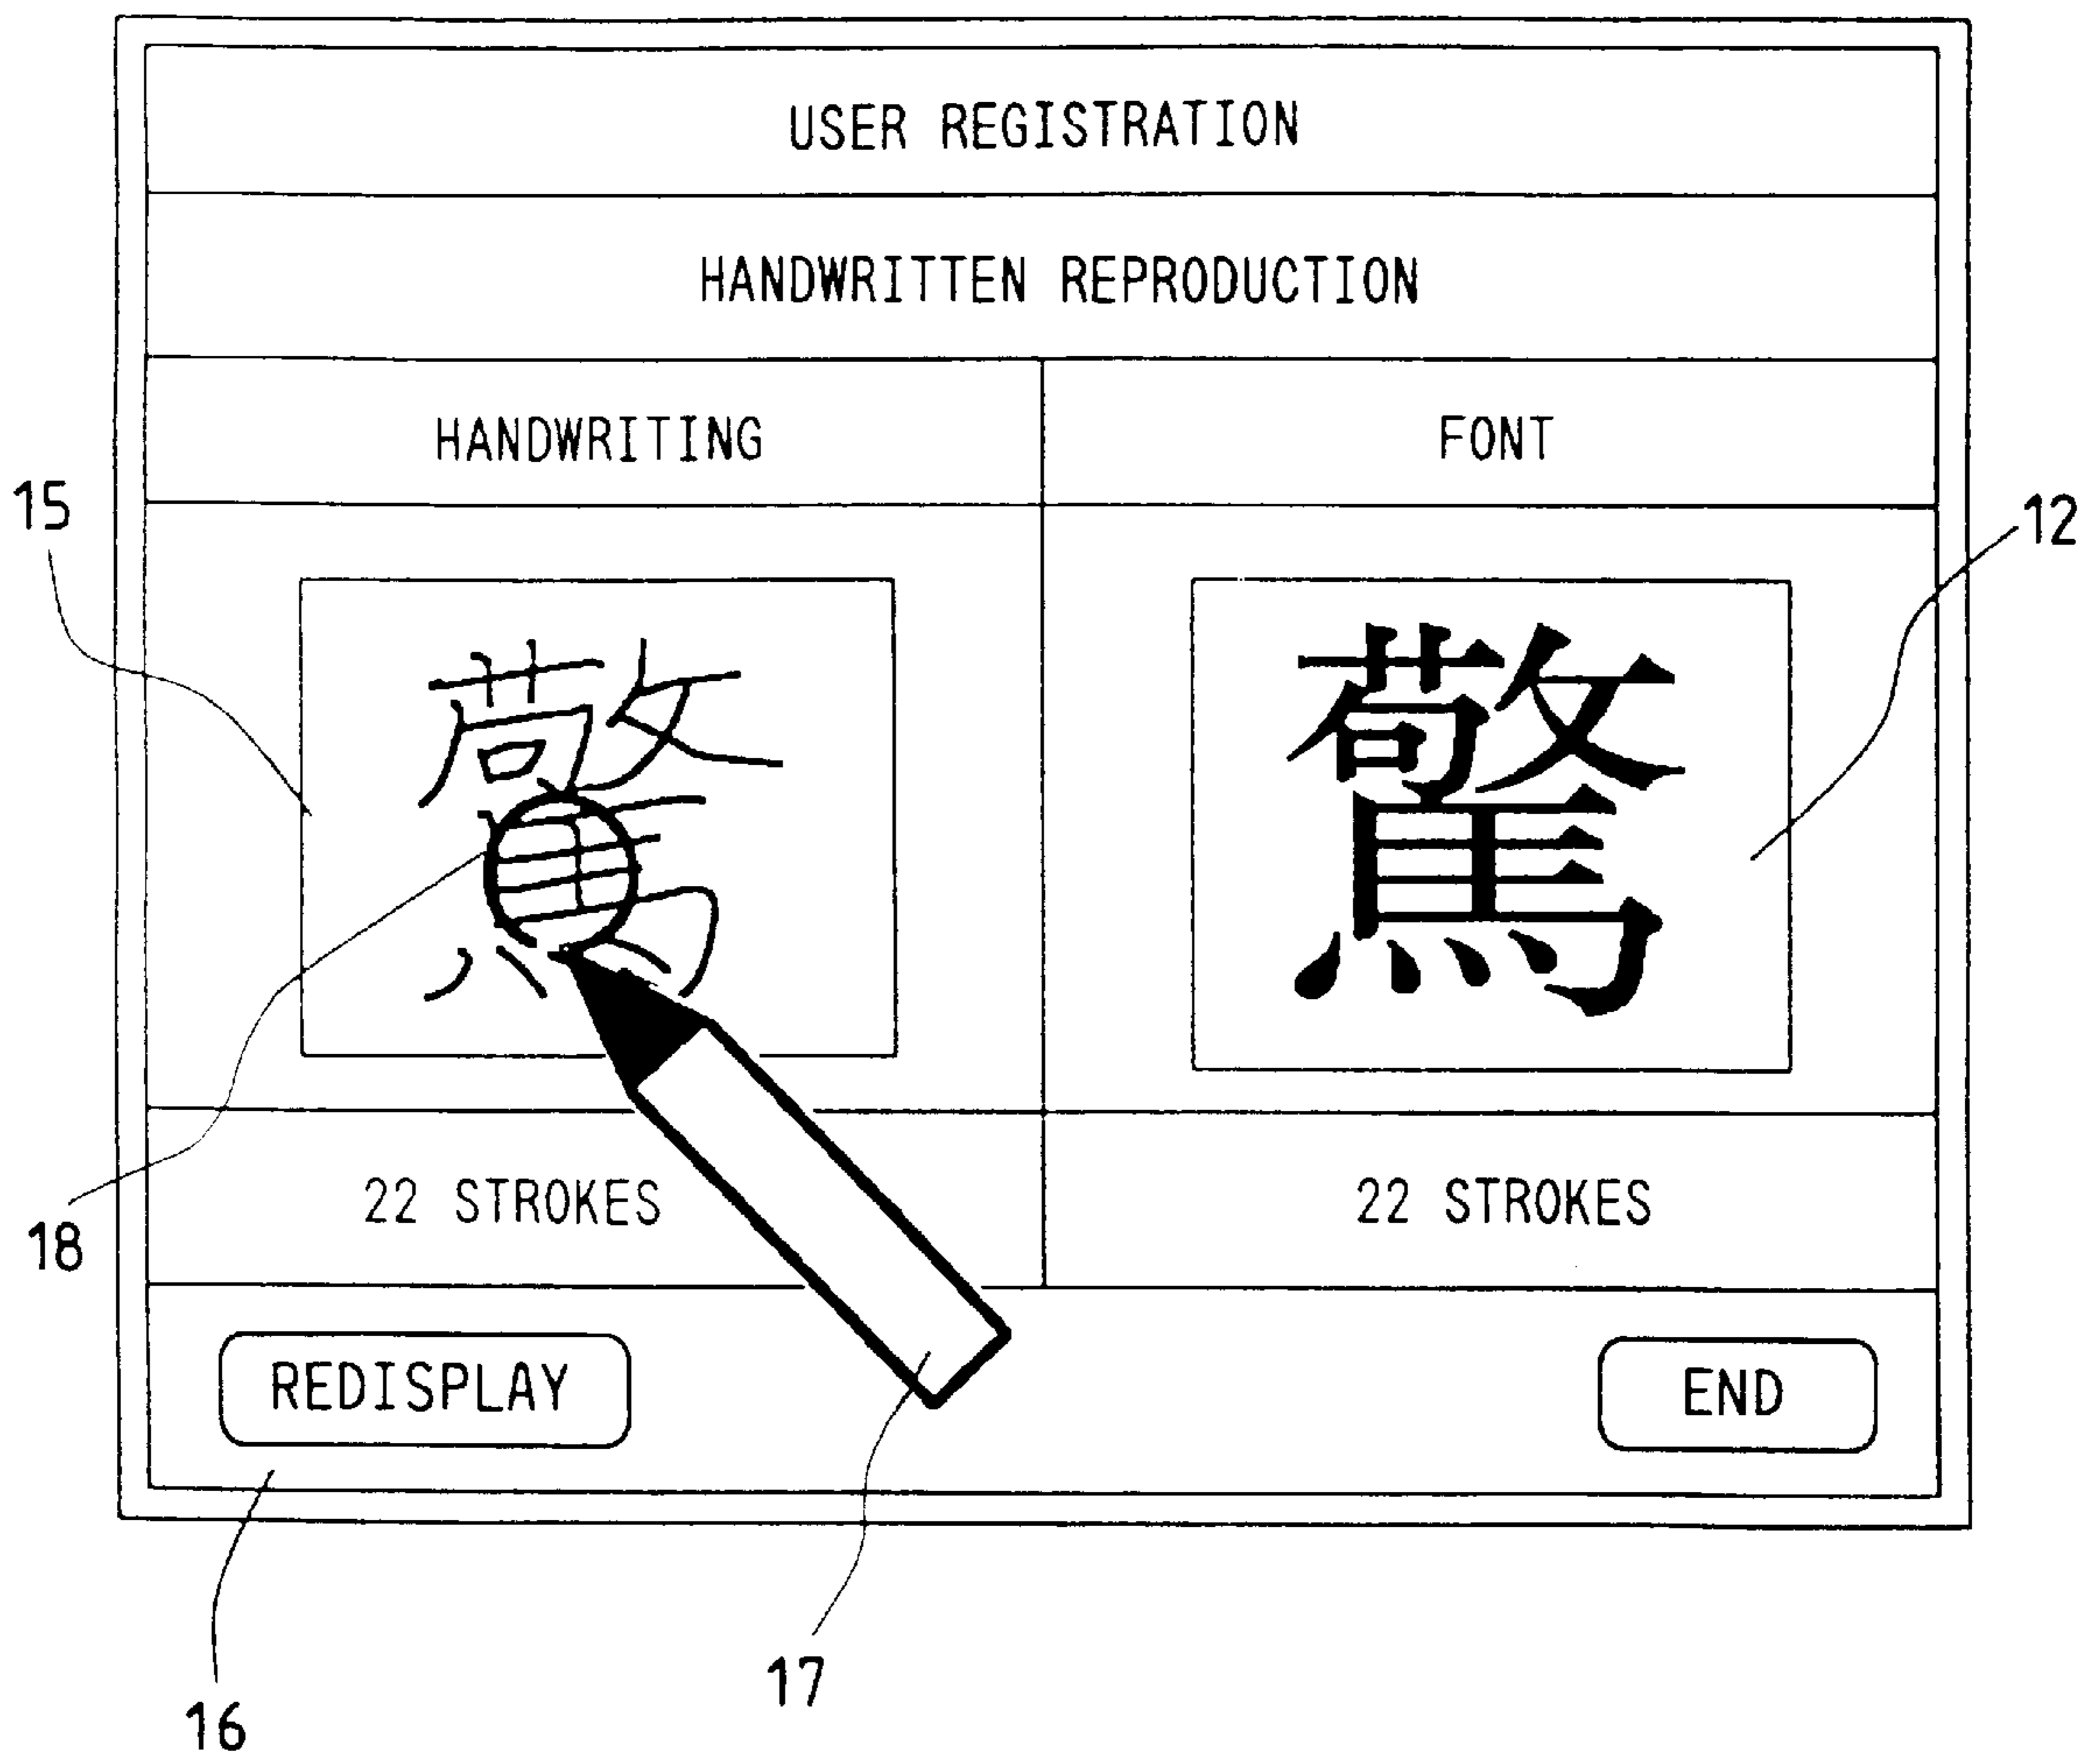 USER REGISTRATION
HANDWRITTEN REPRODUCTION
HANDWRITING FONT
15 12
驚 驚
22 STROKES 22 STROKES
18
REDISPLAY END
17
16